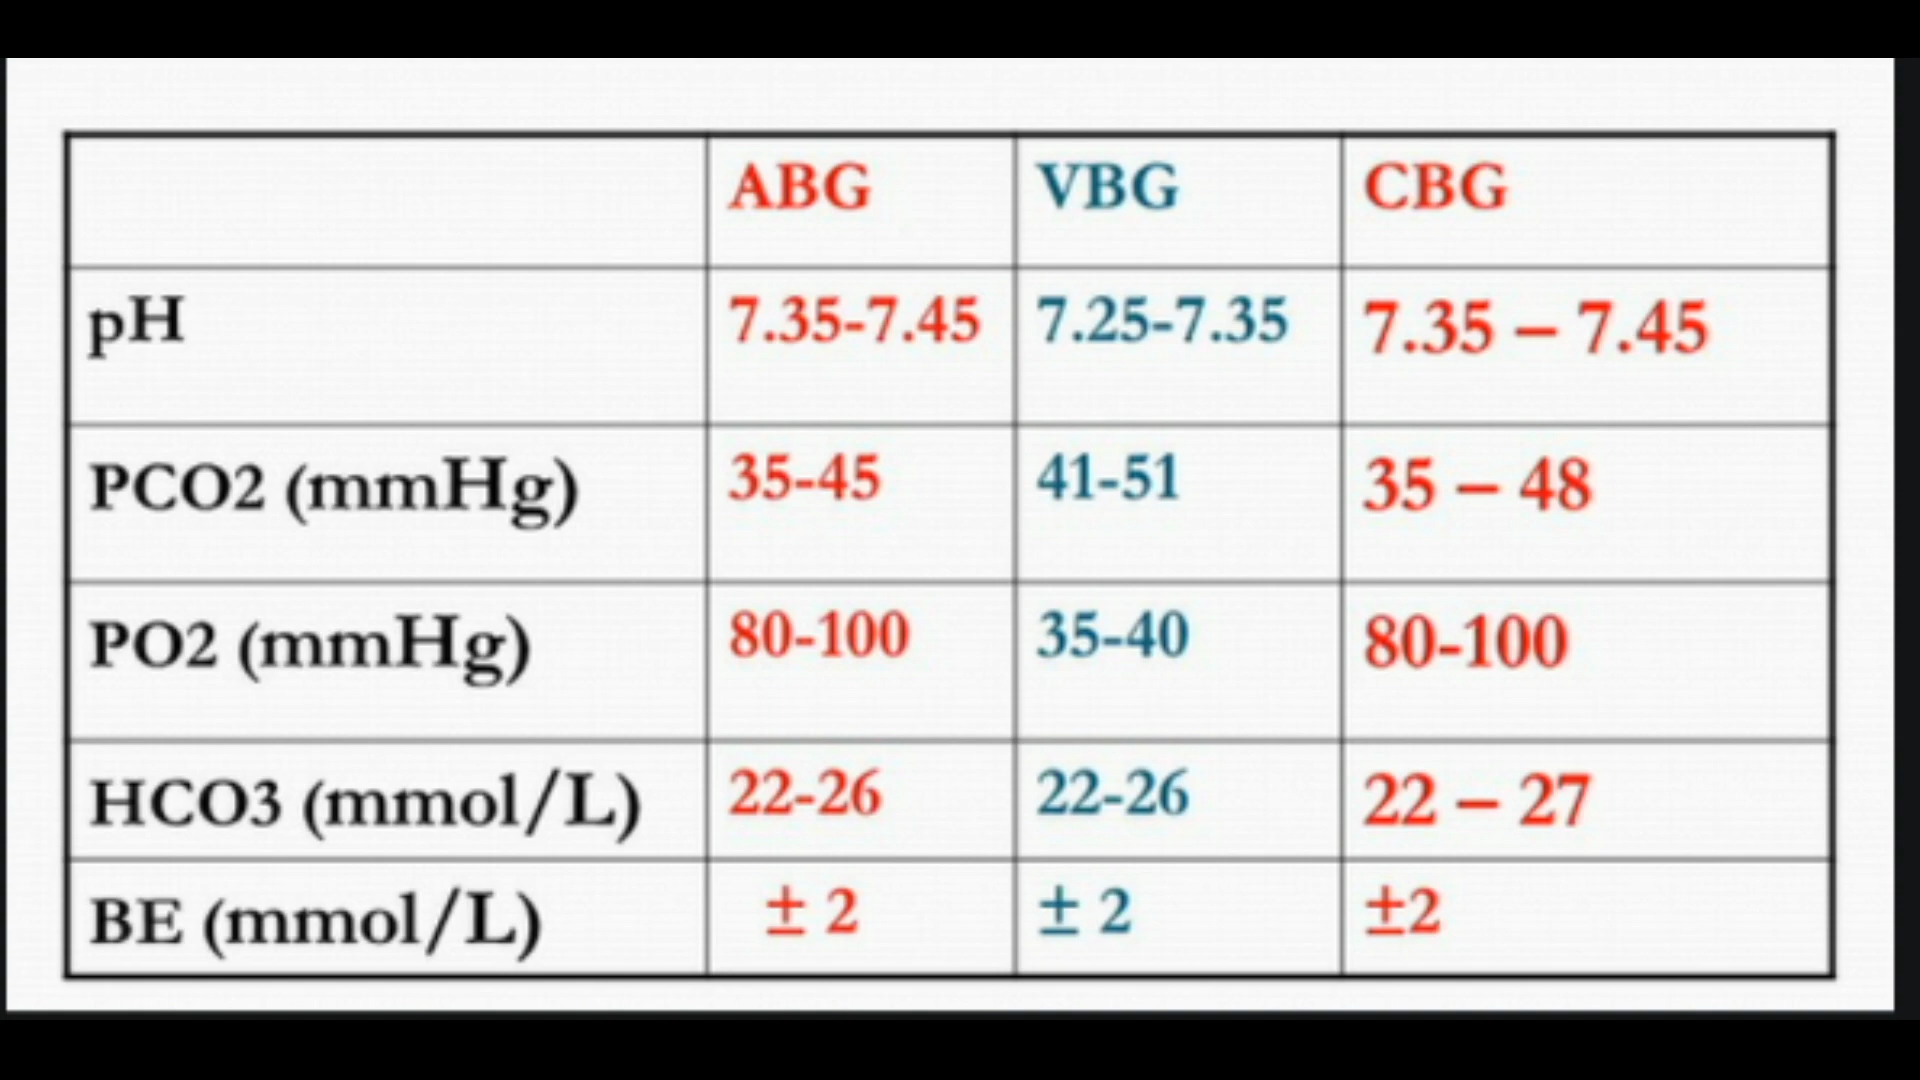 ABG VBG CBG
pH 7.35-7.45 7.25-7.35 7.35 – 7.45
PCO2 (mmHg) 35-45 41-51 35 – 48
PO2 (mmHg) 80-100 35-40 80-100
HCO3 (mmol/L) 22-26 22-26 22 – 27
BE (mmol/L) ± 2 ± 2 ±2